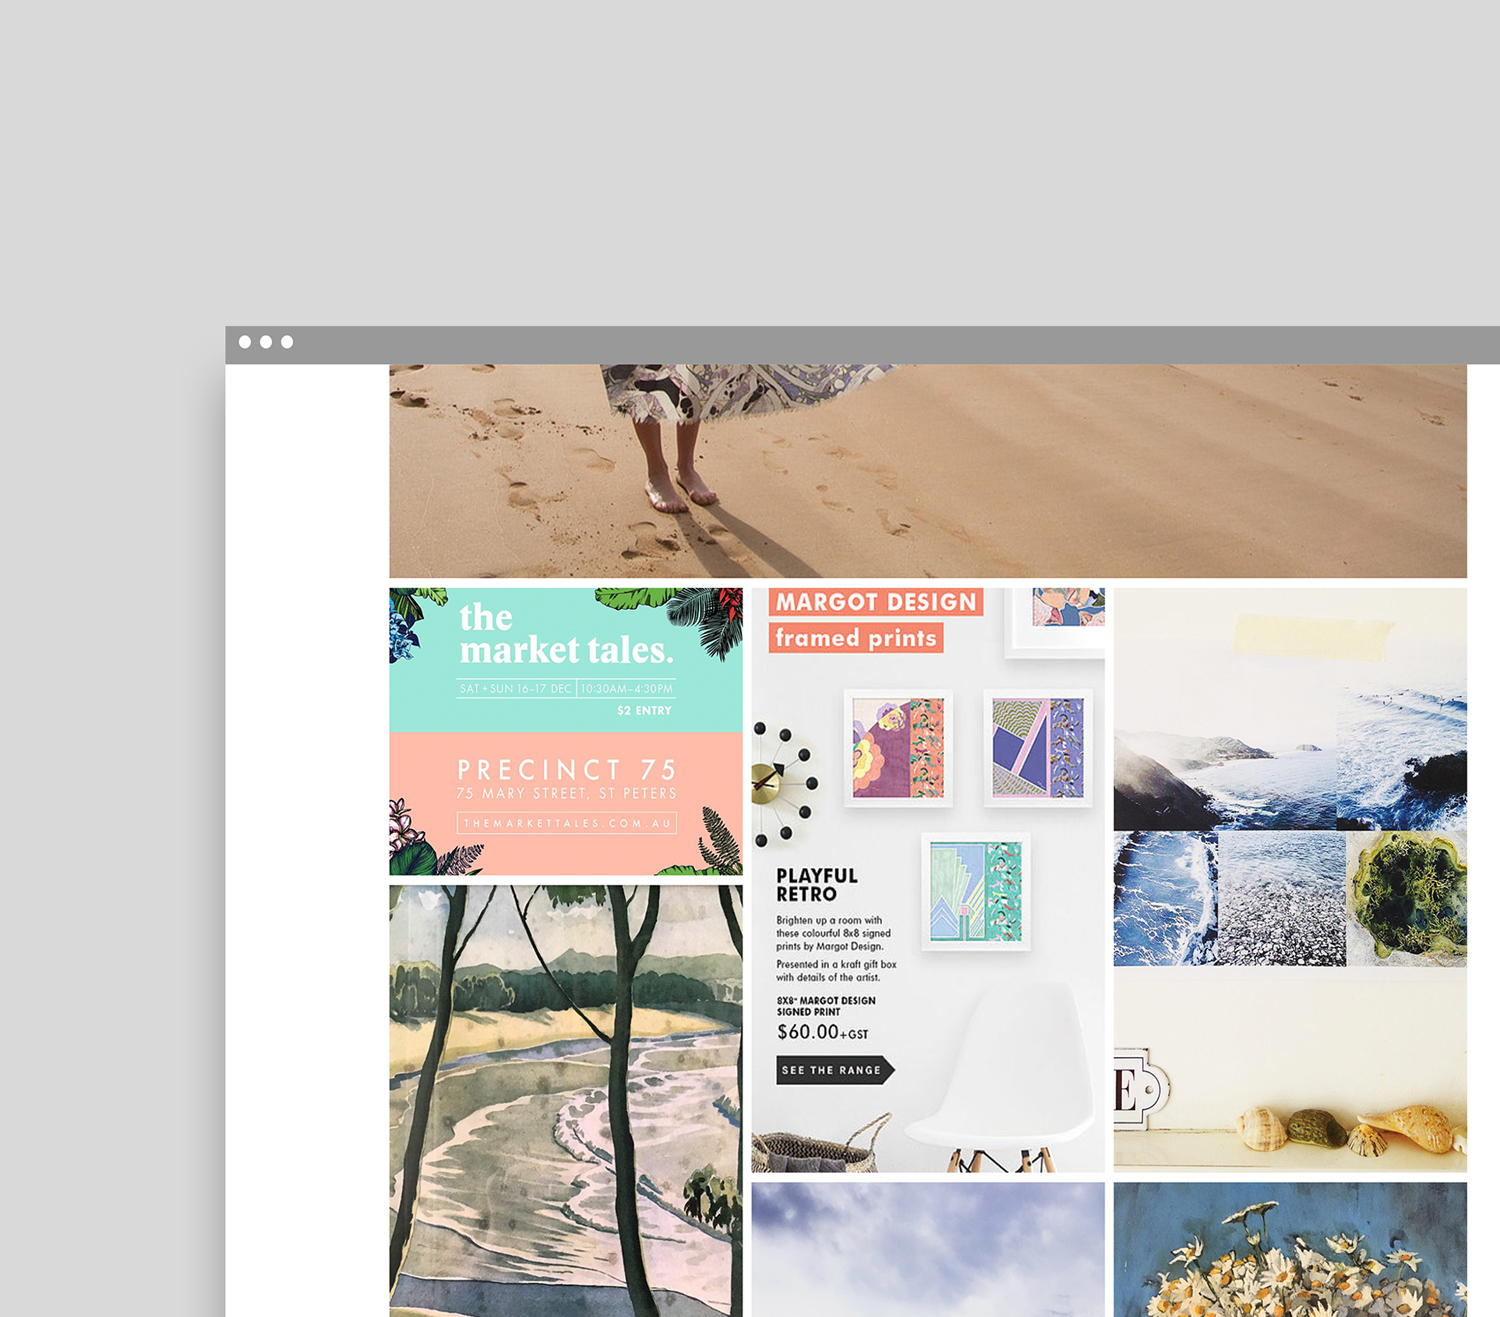 the
market tales.
SAT + SUN 16–17 DEC | 10:30AM–4:30PM
$2 ENTRY
PRECINCT 75
75 MARY STREET, ST PETERS
THEMARKETTALES.COM.AU
MARGOT DESIGN
framed prints
PLAYFUL
RETRO
Brighten up a room with
these colourful 8x8 signed
prints by Margot Design.
Presented in a kraft gift box
with details of the artist.
8X8" MARGOT DESIGN
SIGNED PRINT
$60.00+GST
SEE THE RANGE
E